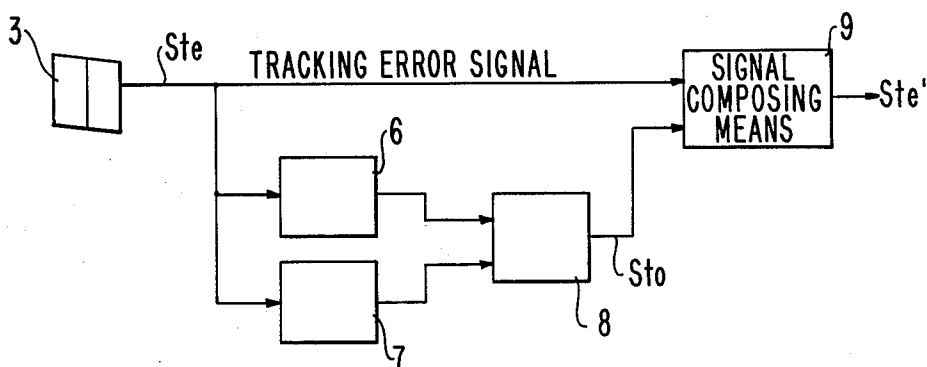 3
Ste
TRACKING ERROR SIGNAL
9
SIGNAL
COMPOSING
MEANS
Ste'
6
7
8
Sto